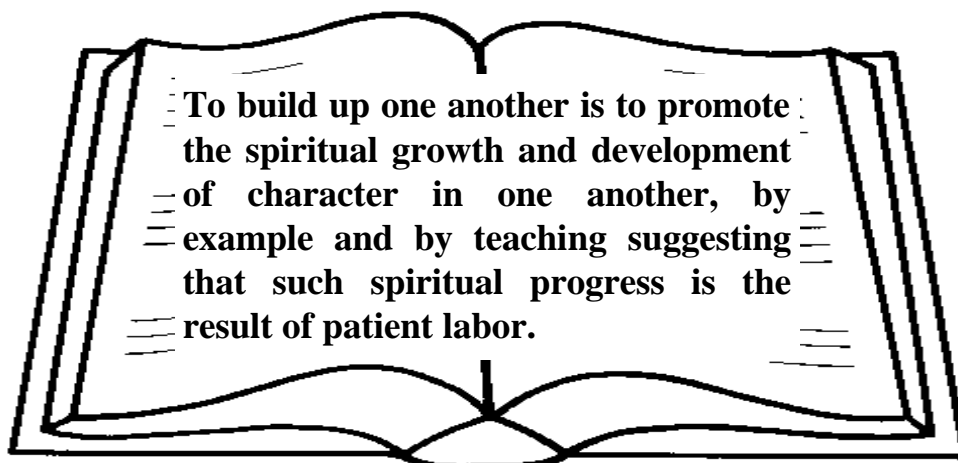 To build up one another is to promote
the spiritual growth and development
of character in one another, by
example and by teaching suggesting
that such spiritual progress is the
result of patient labor.